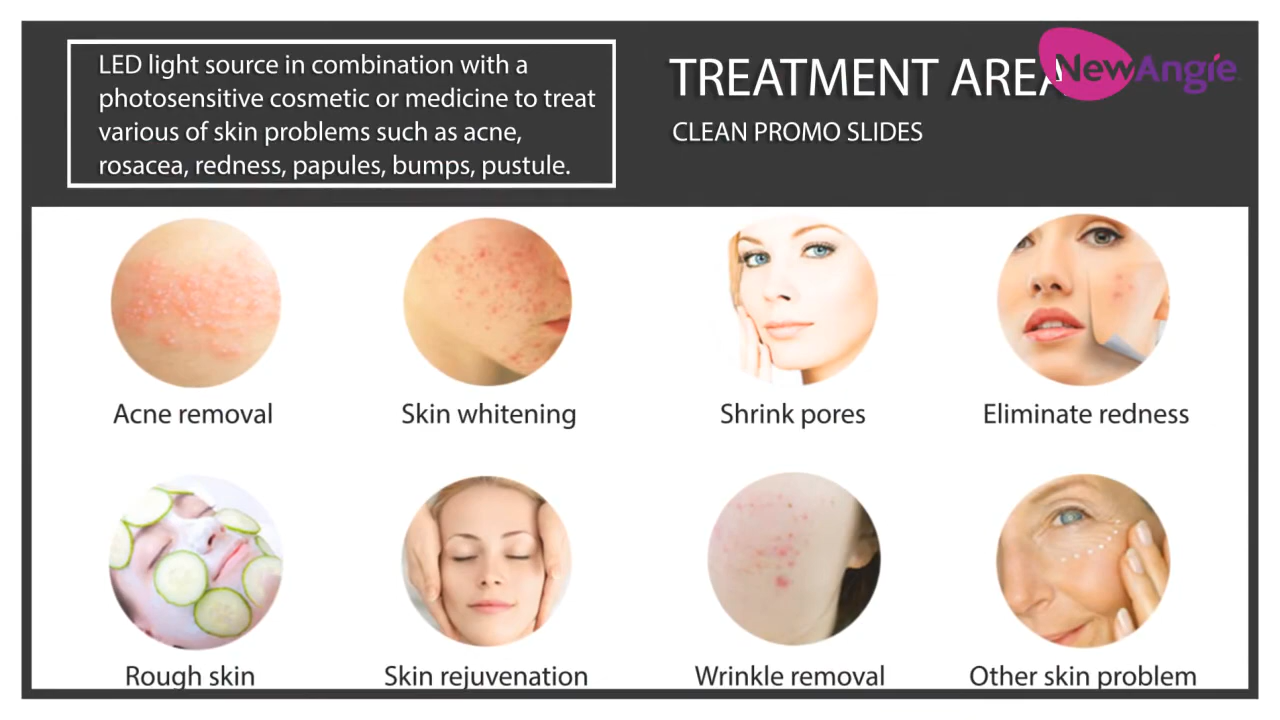 LED light source in combination with a
photosensitive cosmetic or medicine to treat
various of skin problems such as acne,
rosacea, redness, papules, bumps, pustule.
TREATMENT AREA
NewAngie
CLEAN PROMO SLIDES
Acne removal
Skin whitening
Shrink pores
Eliminate redness
Rough skin
Skin rejuvenation
Wrinkle removal
Other skin problem